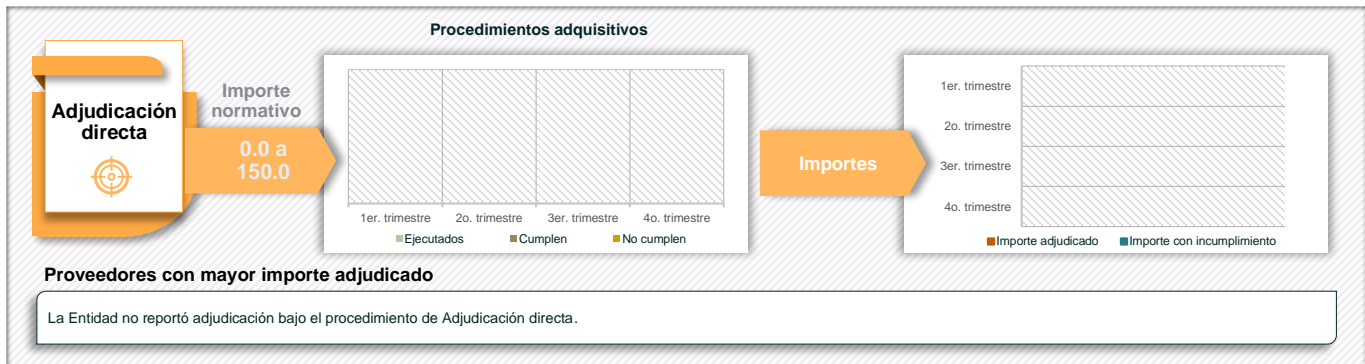 Procedimientos adquisitivos
Adjudicación
directa
Importe
normativo
0.0 a
150.0
1er. trimestre 2o. trimestre 3er. trimestre 4o. trimestre
Ejecutados Cumplen No cumplen
Importes
1er. trimestre
2o. trimestre
3er. trimestre
4o. trimestre
Importe adjudicado Importe con incumplimiento
Proveedores con mayor importe adjudicado
La Entidad no reportó adjudicación bajo el procedimiento de Adjudicación directa.